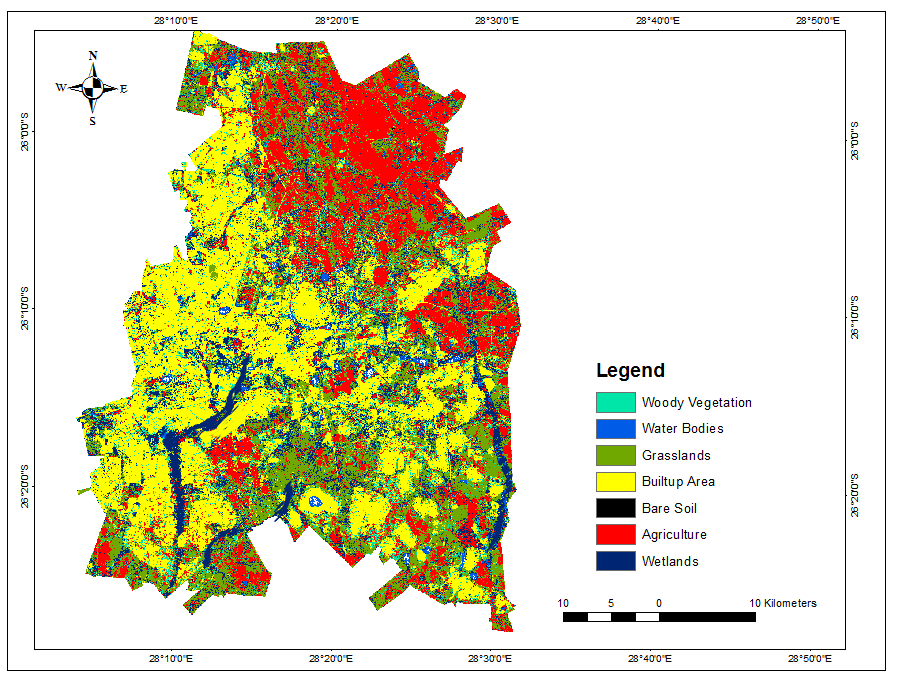 28°10'0"E 28°20'0"E 28°30'0"E 28°40'0"E 28°50'0"E
N
W E
S
26°0'0"S 26°0'0"S
26°10'0"S 26°10'0"S
Legend
Woody Vegetation
Water Bodies
Grasslands
Builtup Area
Bare Soil
Agriculture
Wetlands
26°20'0"S 26°20'0"S
10 5 0 10 Kilometers
28°10'0"E 28°20'0"E 28°30'0"E 28°40'0"E 28°50'0"E